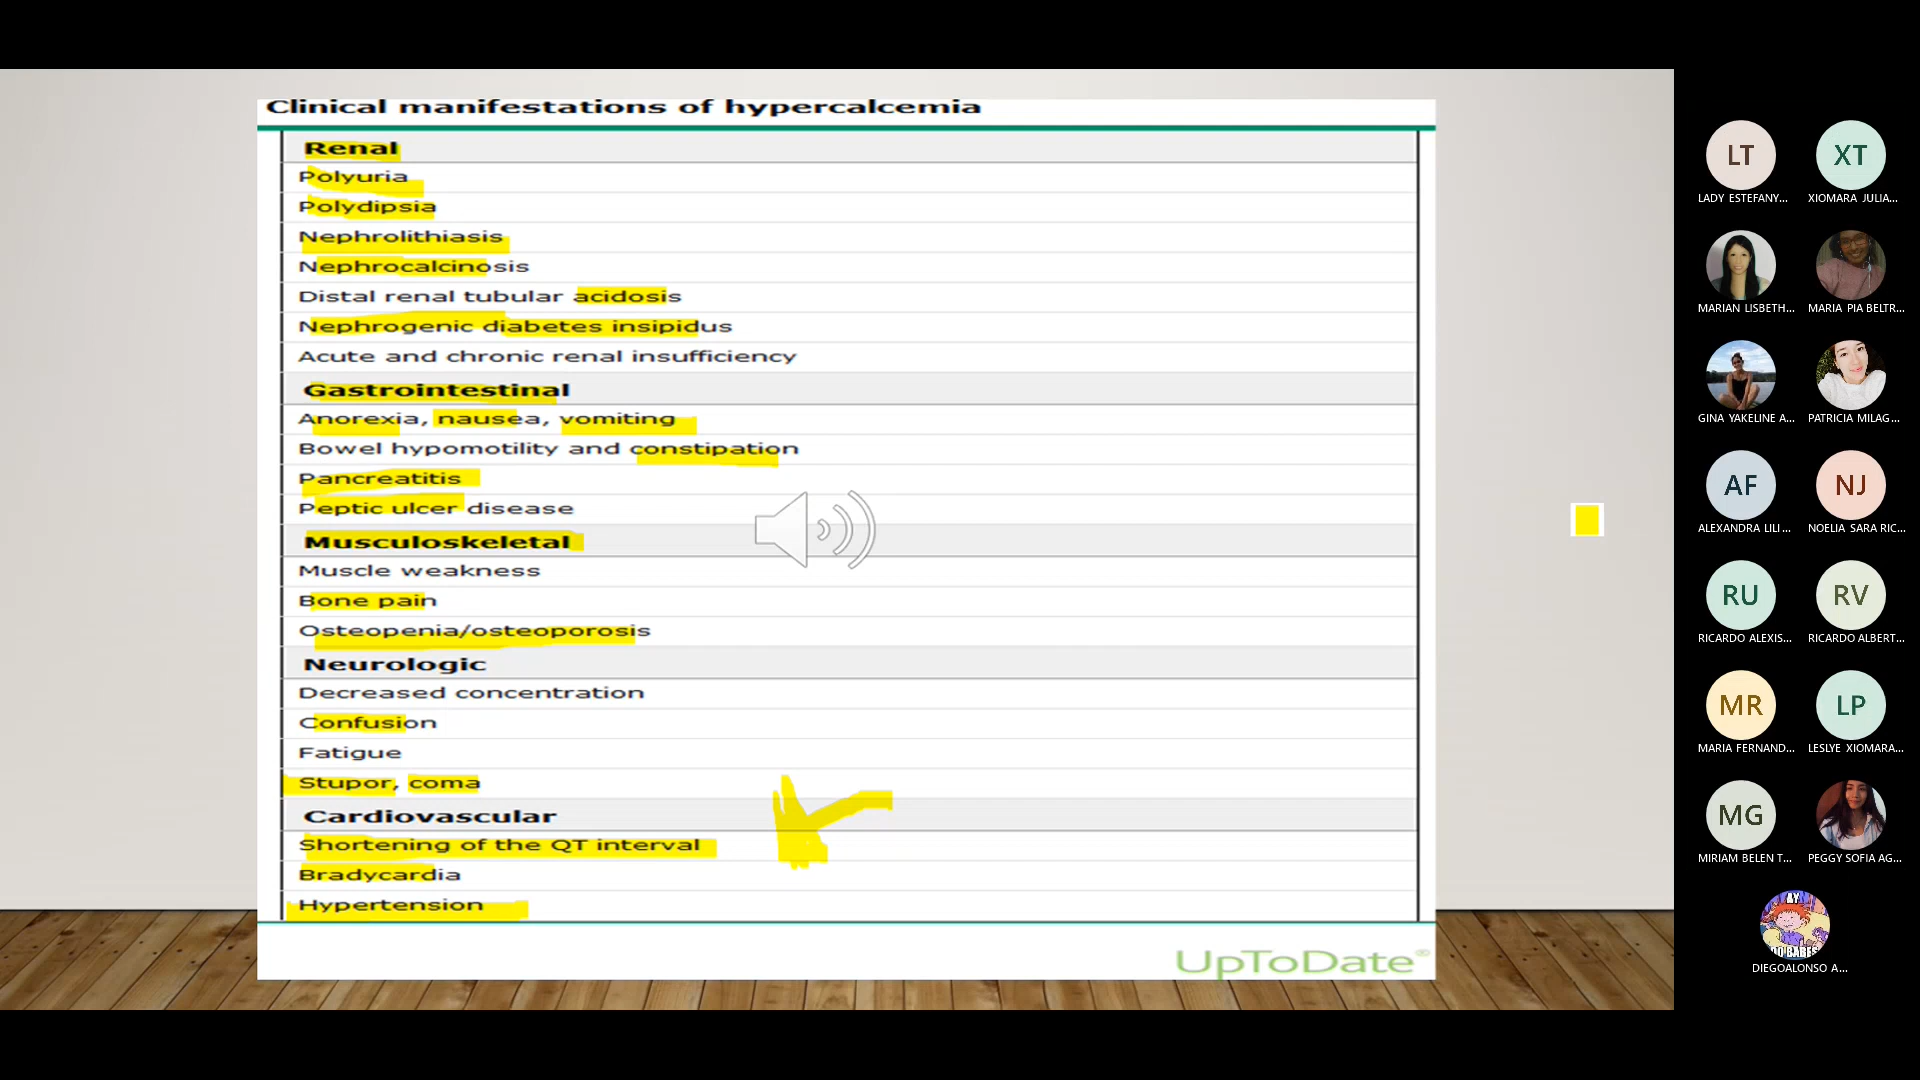 Clinical manifestations of hypercalcemia
Renal
Polyuria
Polydipsia
Nephrolithiasis
Nephrocalcinosis
Distal renal tubular acidosis
Nephrogenic diabetes insipidus
Acute and chronic renal insufficiency
Gastrointestinal
Anorexia, nausea, vomiting
Bowel hypomotility and constipation
Pancreatitis
Peptic ulcer disease
Musculoskeletal
Muscle weakness
Bone pain
Osteopenia/osteoporosis
Neurologic
Decreased concentration
Confusion
Fatigue
Stupor, coma
Cardiovascular
Shortening of the QT interval
Bradycardia
Hypertension
UpToDate®
LT XT
LADY ESTEFANY... XIOMARA JULIA...
MARIAN LISBETH... MARIA PIA BELTR...
GINA YAKELINE A... PATRICIA MILAG...
AF NJ
ALEXANDRA LILI... NOELIA SARA RIC...
RU RV
RICARDO ALEXIS... RICARDO ALBERT...
MR LP
MARIA FERNAND... LESLYE XIOMARA...
MG
MIRIAM BELEN T... PEGGY SOFIA AG...
AY
DIEGOALONSO A...